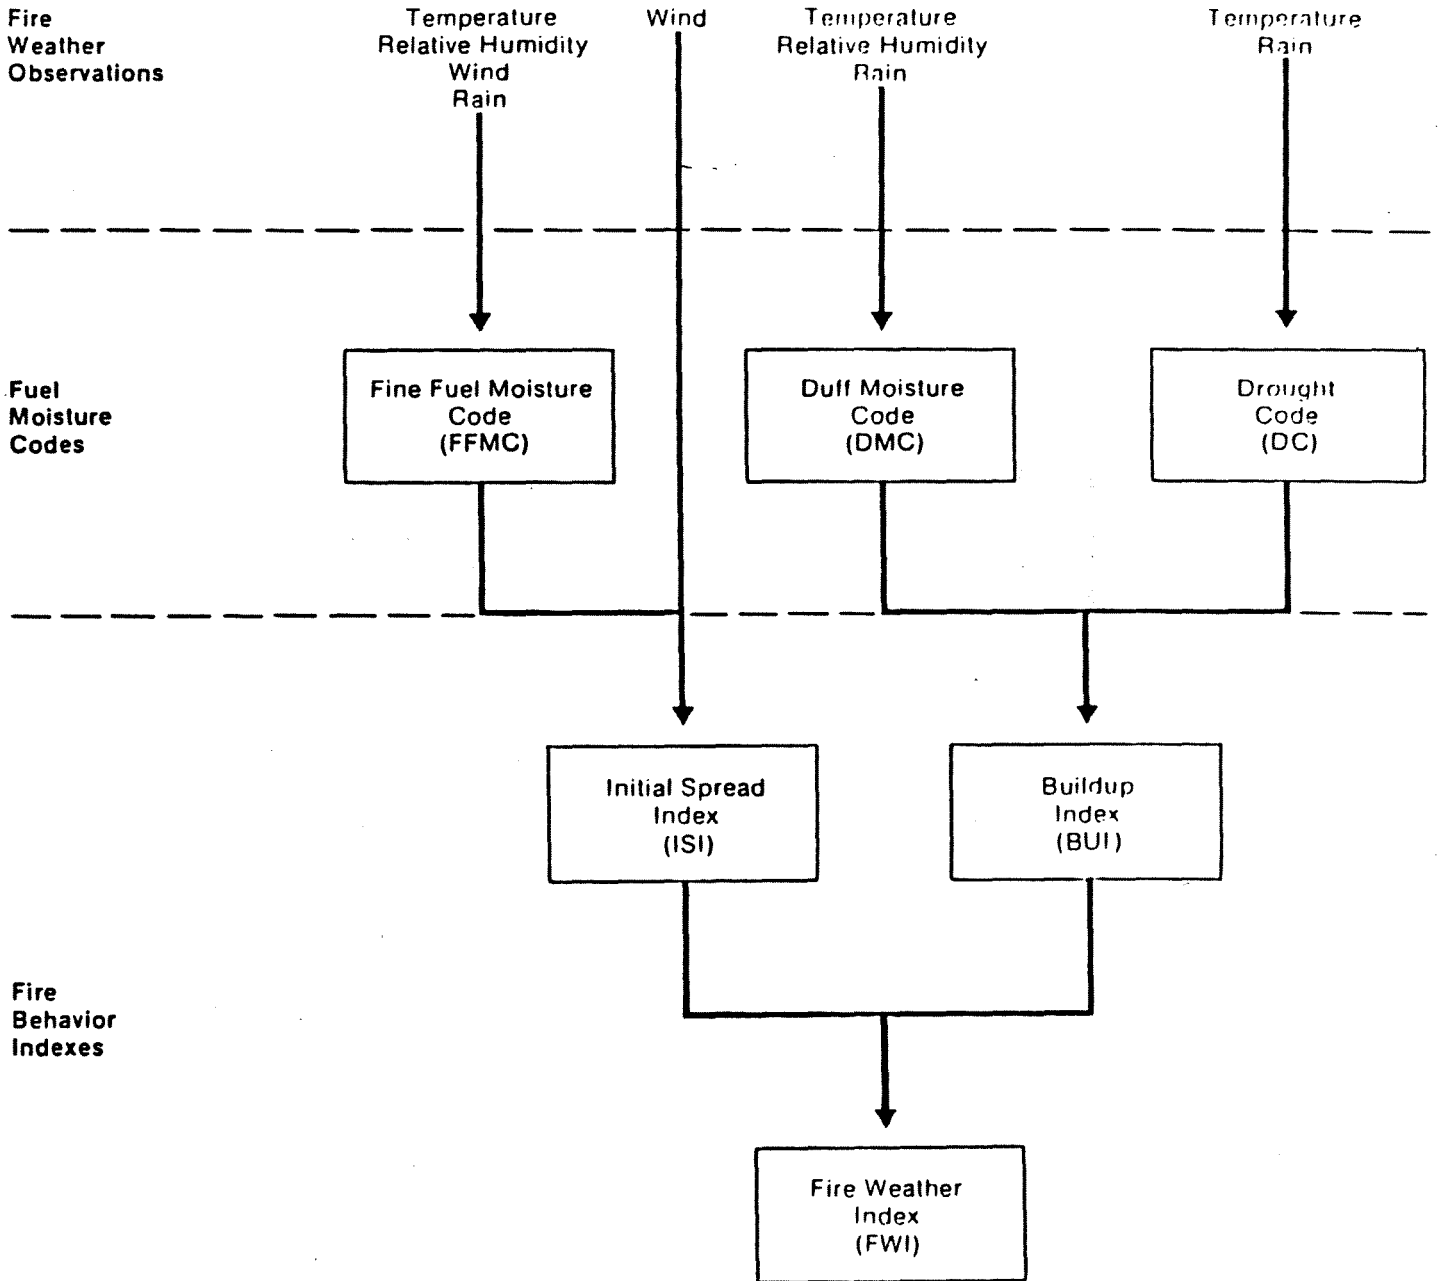 Fire
Weather
Observations
Temperature
Relative Humidity
Wind
Rain
Wind
Temperature
Relative Humidity
Rain
Temperature
Rain
Fuel
Moisture
Codes
Fine Fuel Moisture
Code
(FFMC)
Duff Moisture
Code
(DMC)
Drought
Code
(DC)
Initial Spread
Index
(ISI)
Buildup
Index
(BUI)
Fire
Behavior
Indexes
Fire Weather
Index
(FWI)